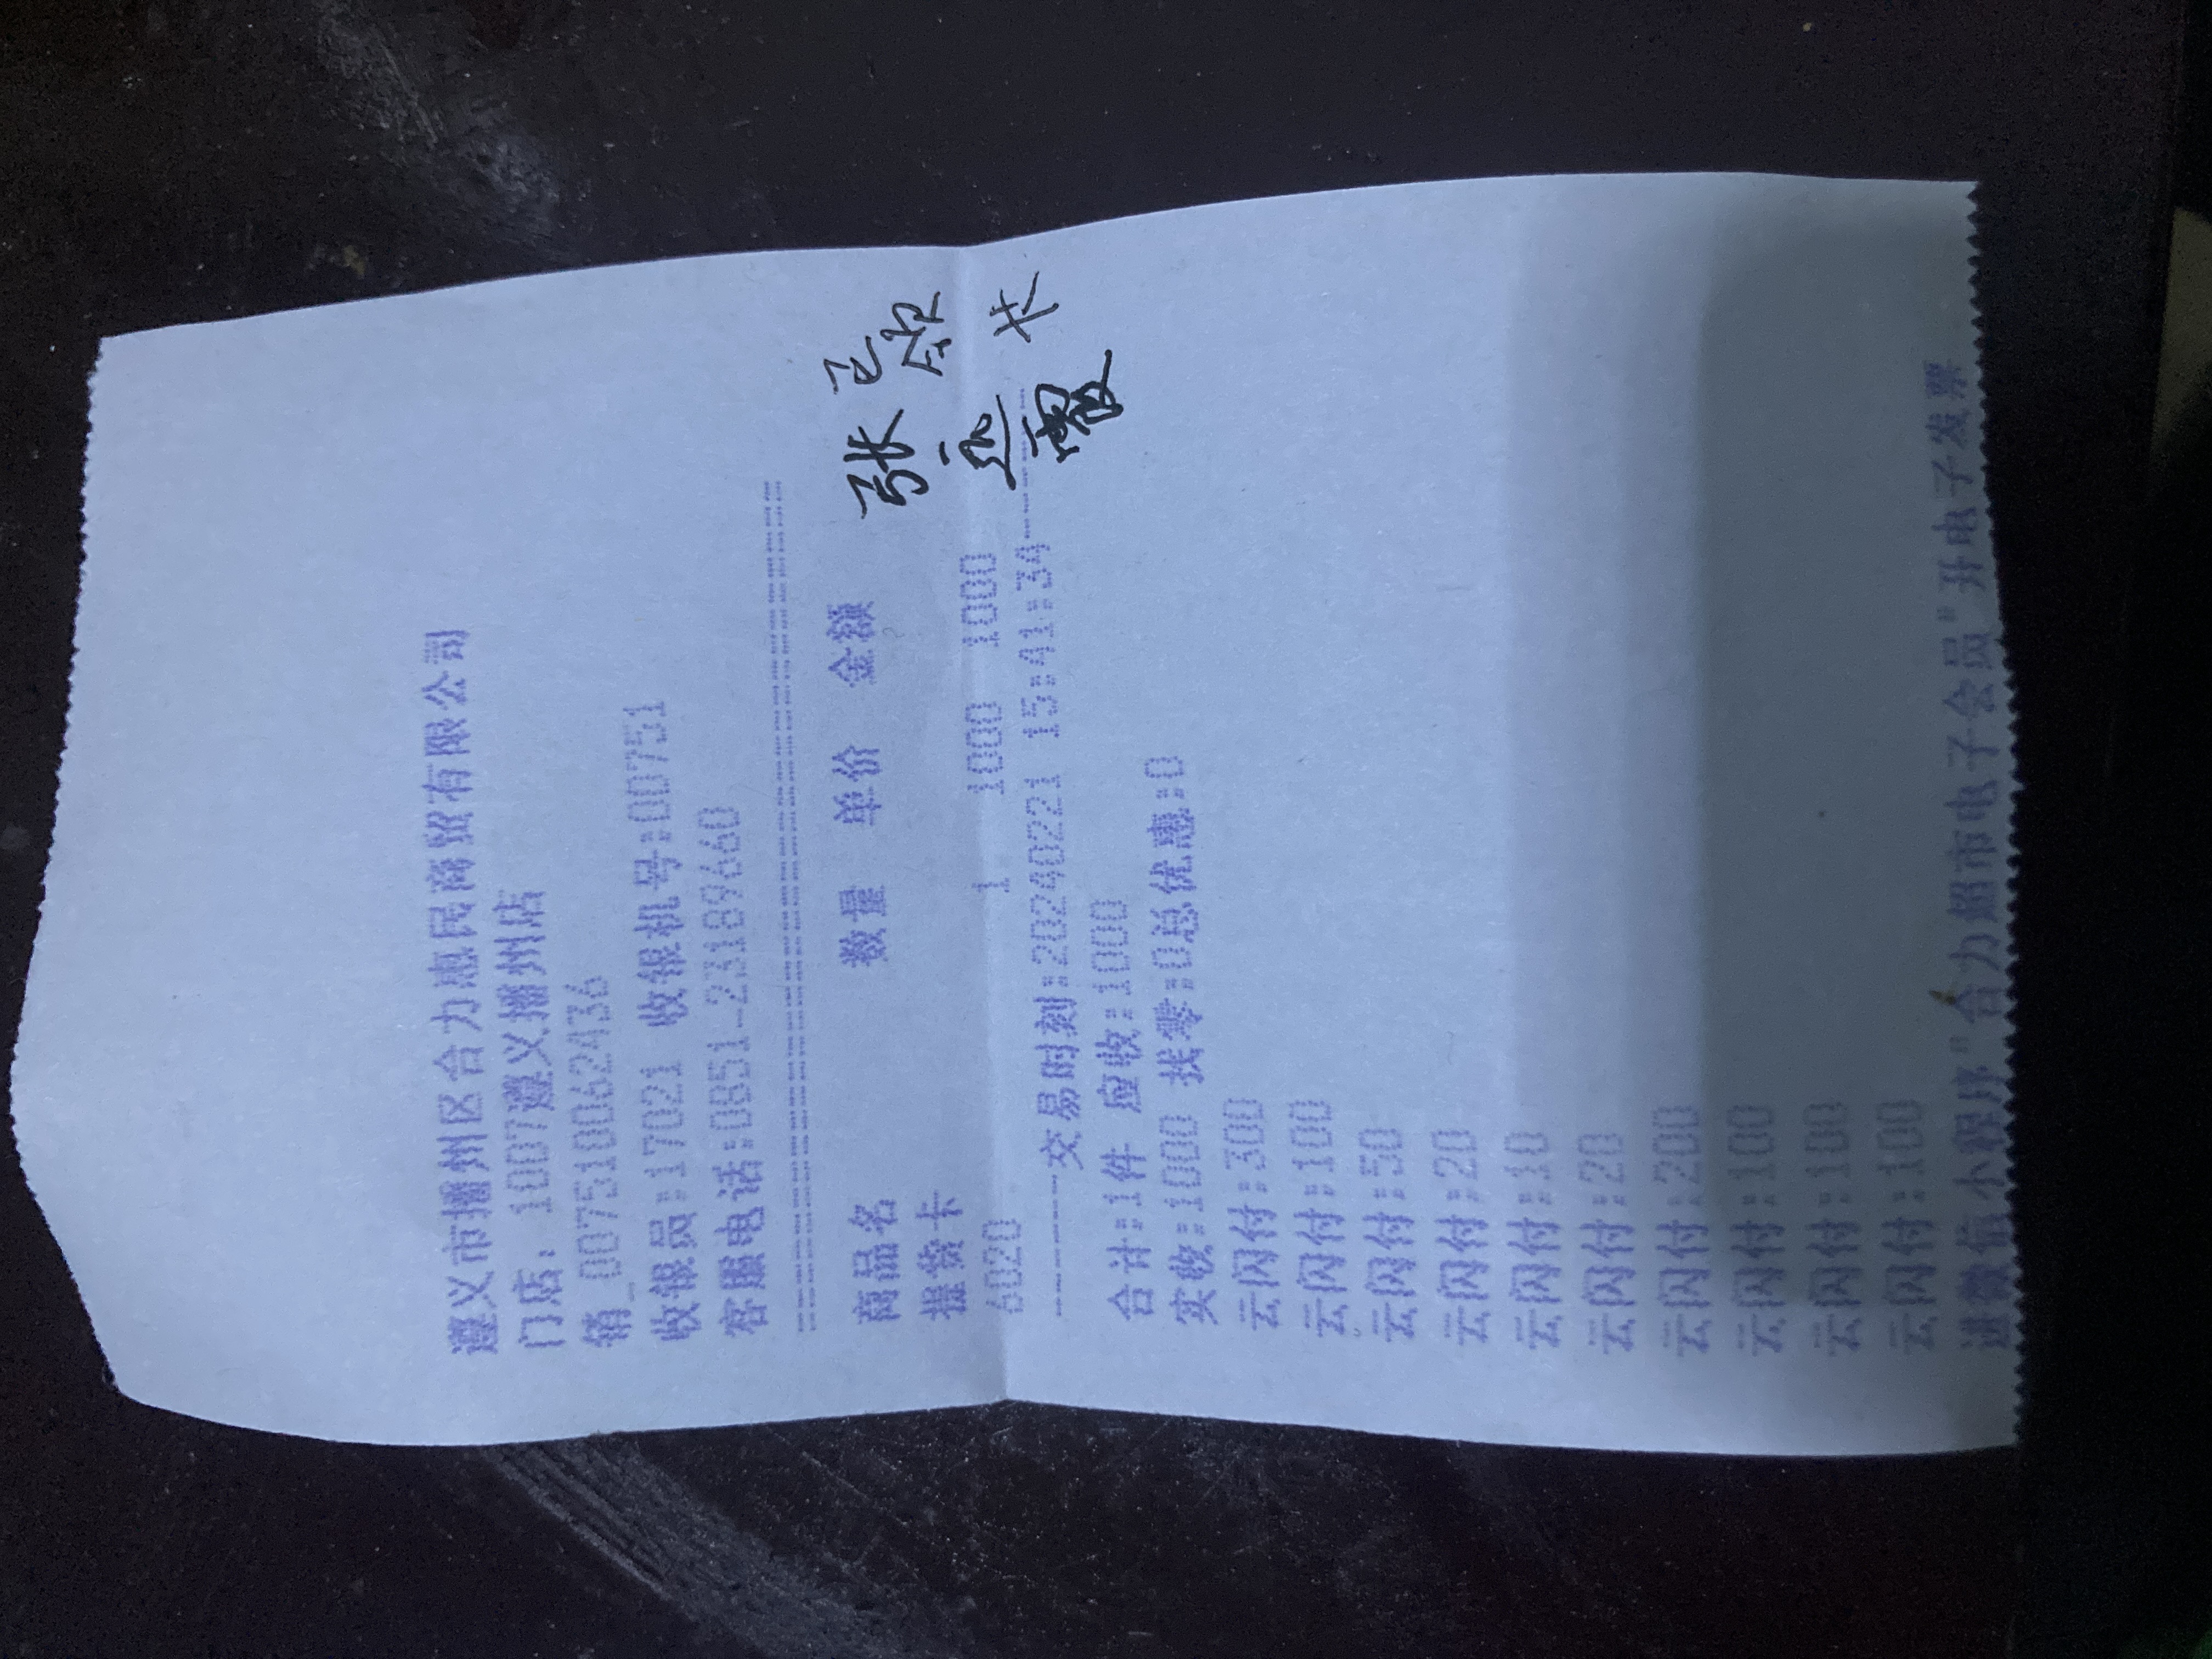 遵义市播州区合力惠民商贸有限公司
门店：1007遵义播州店
销_007510062436
收银员:17021 收银机号:00751
客服电话:0851-23189660
================================
商品名 数量 单价 金额
提货卡
6020 1 1000 1000
------交易时刻:20240221 15:41:34------
合计:1件 应收:1000
实收:1000 找零:0总优惠:0
云闪付:300
云闪付:100
云闪付:50
云闪付:20
云闪付:10
云闪付:20
云闪付:200
云闪付:100
云闪付:100
云闪付:100
进微信小程序"合力超市电子会员"开电子发票
张
已领卡